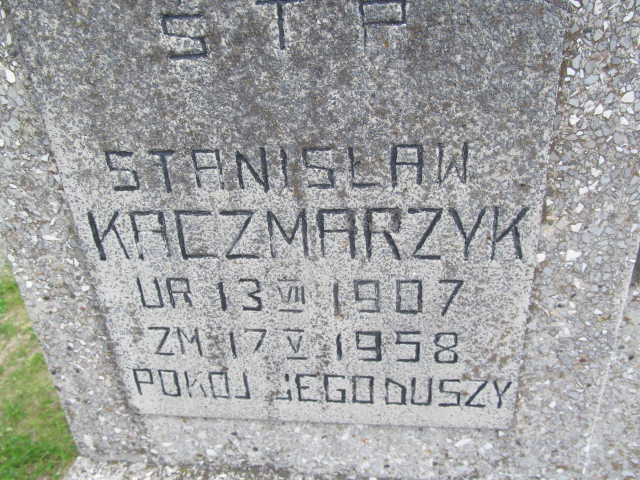 S T P
STANISŁAW
KACZMARZYK
UR 13 VII 1907
ZM 17 V 1958
POKÓJ JEGO DUSZY